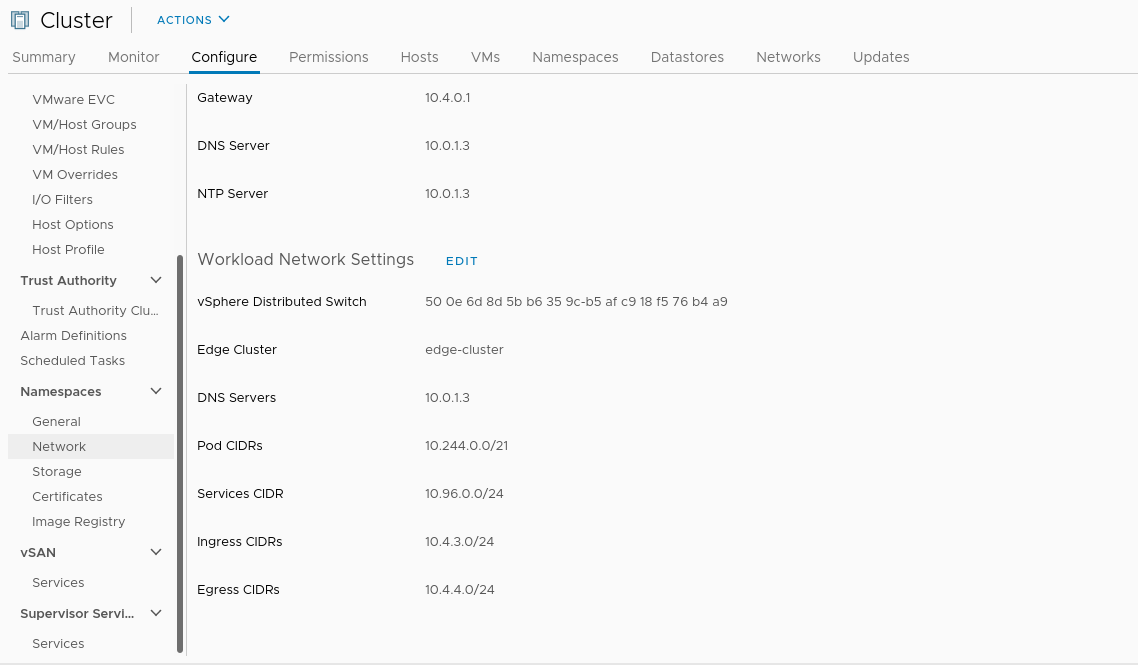 Cluster
ACTIONS
Summary Monitor Configure Permissions Hosts VMs Namespaces Datastores Networks Updates
VMware EVC
VM/Host Groups
VM/Host Rules
VM Overrides
I/O Filters
Host Options
Host Profile
Trust Authority
Trust Authority Clu...
Alarm Definitions
Scheduled Tasks
Namespaces
General
Network
Storage
Certificates
Image Registry
vSAN
Services
Supervisor Servi...
Services
Gateway 10.4.0.1
DNS Server 10.0.1.3
NTP Server 10.0.1.3
Workload Network Settings EDIT
vSphere Distributed Switch 50 0e 6d 8d 5b b6 35 9c-b5 af c9 18 f5 76 b4 a9
Edge Cluster edge-cluster
DNS Servers 10.0.1.3
Pod CIDRs 10.244.0.0/21
Services CIDR 10.96.0.0/24
Ingress CIDRs 10.4.3.0/24
Egress CIDRs 10.4.4.0/24